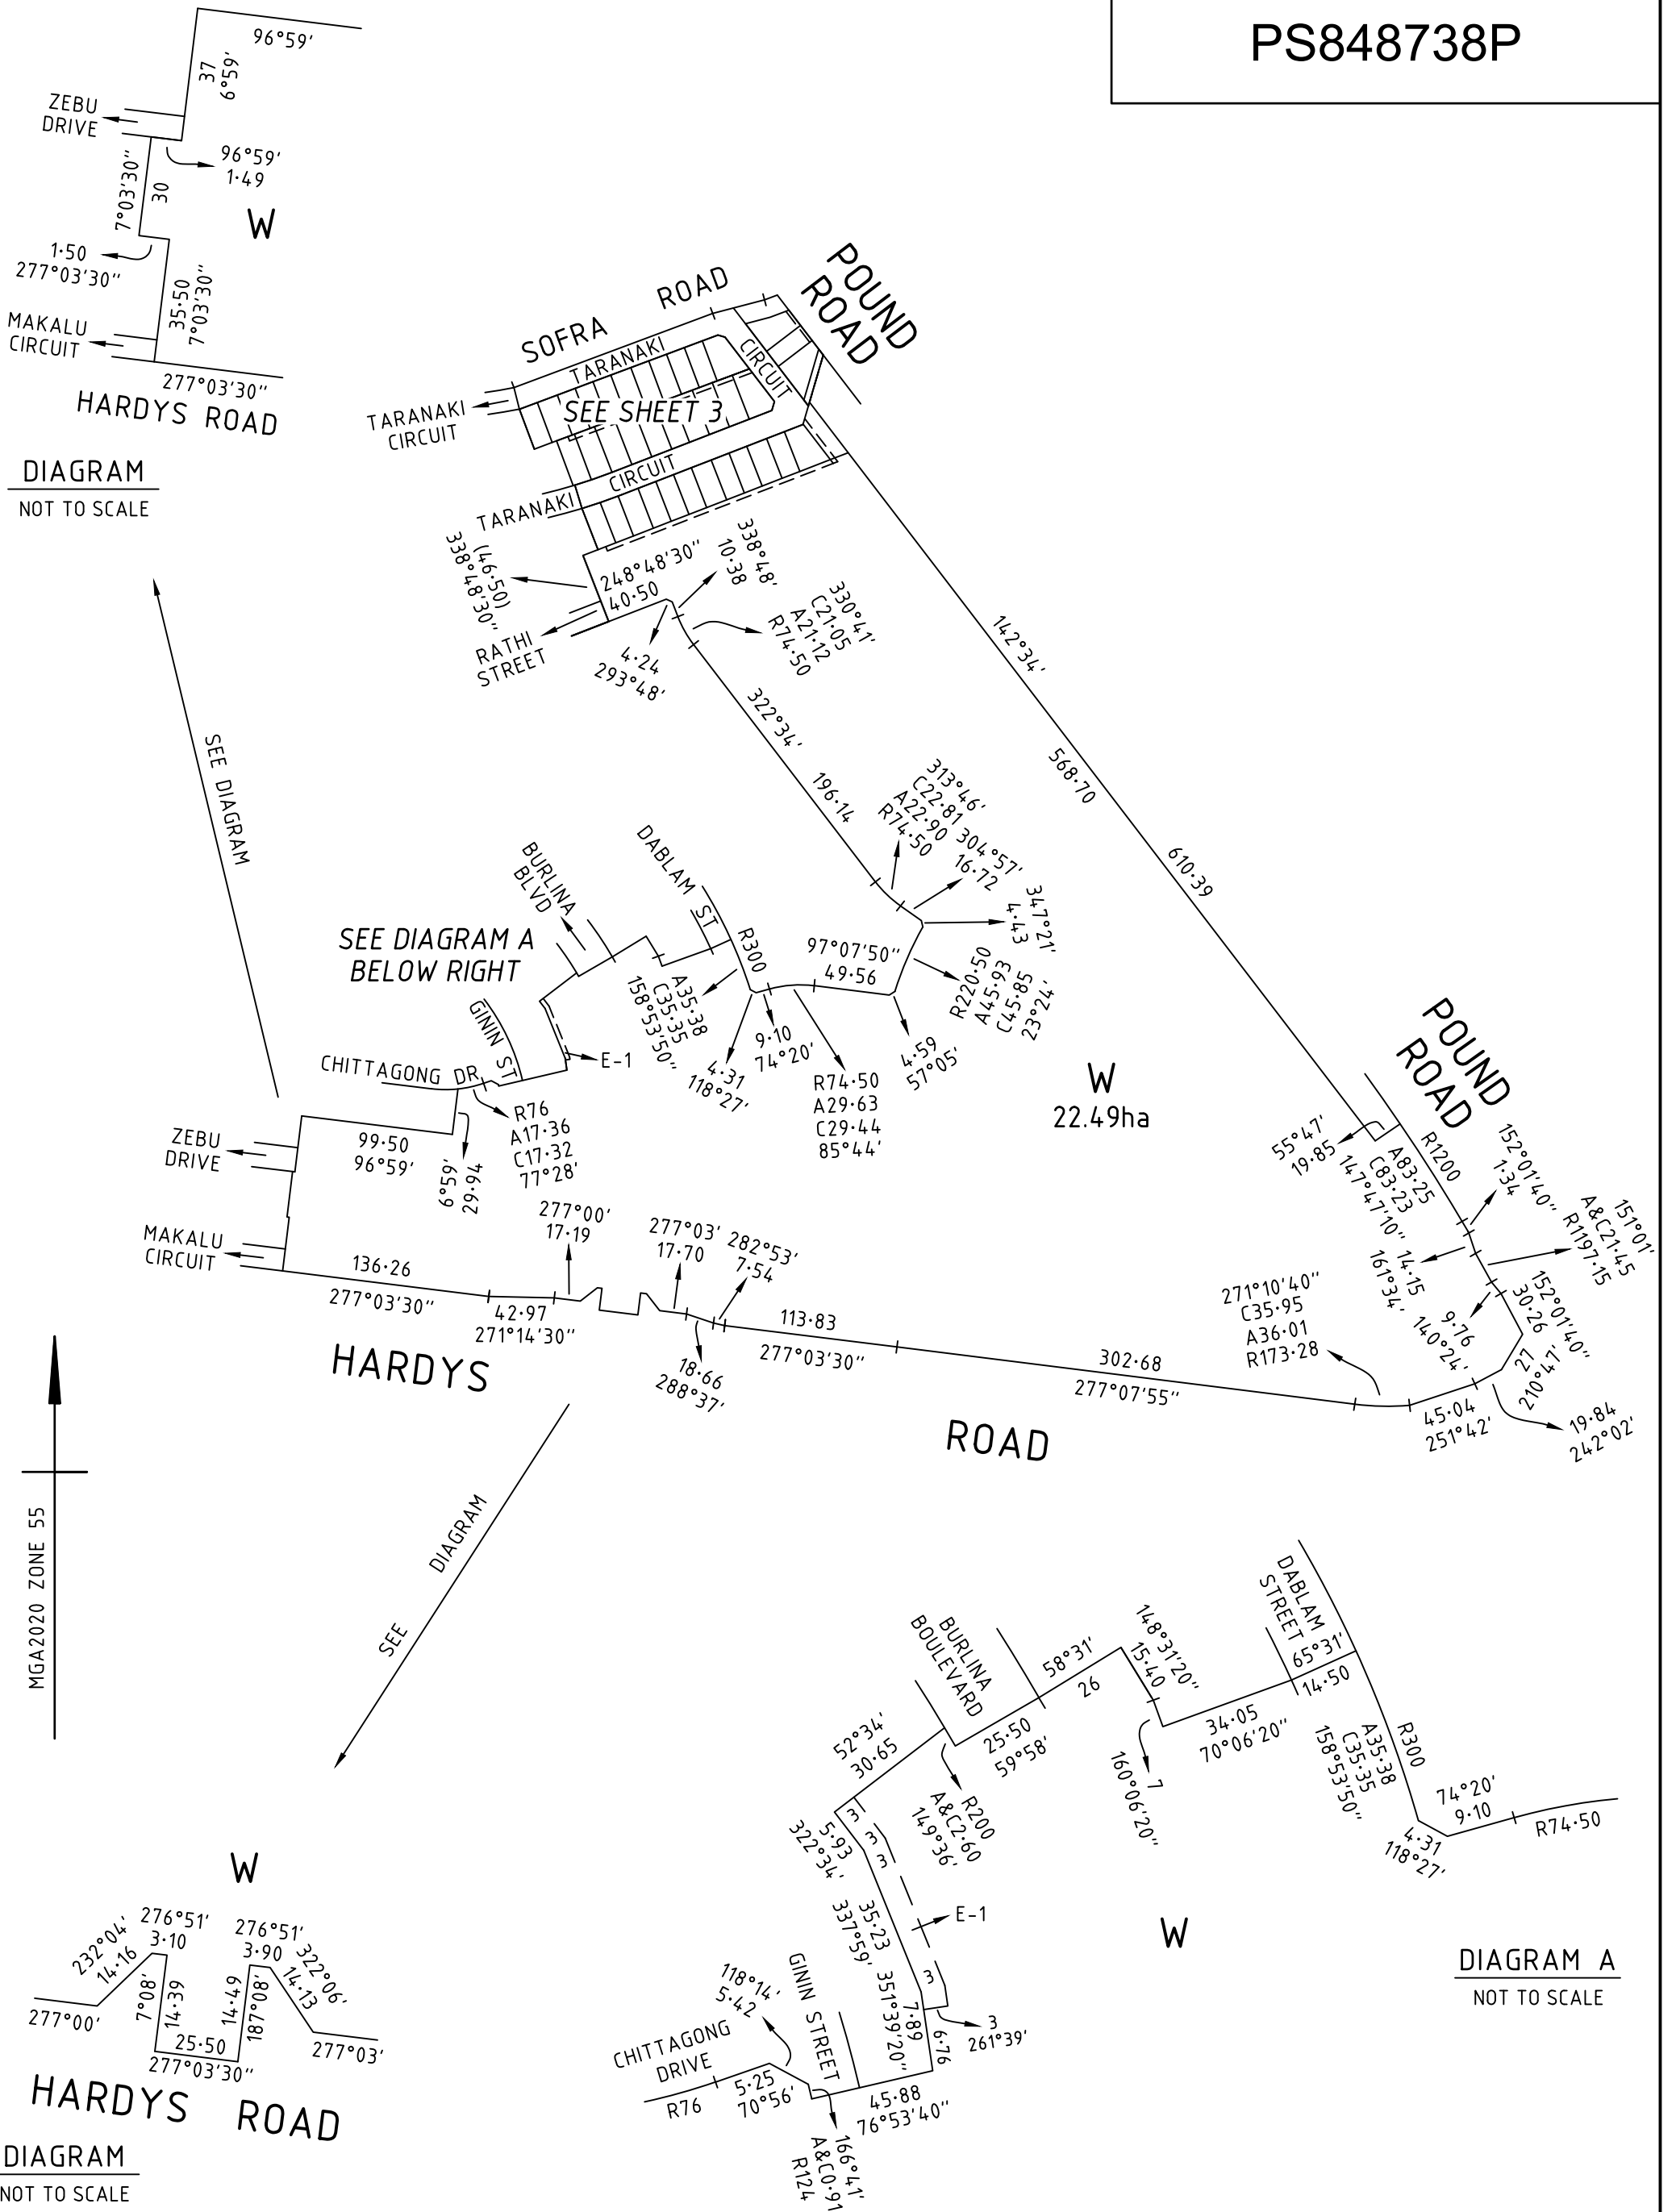 PS848738P
96°59'
37
6°59'
ZEBU
DRIVE
96°59'
1·49
7°03'30"
30
W
1·50
277°03'30"
35·50
7°03'30"
MAKALU
CIRCUIT
277°03'30"
HARDYS ROAD
DIAGRAM
NOT TO SCALE
SOFRA ROAD
POUND
ROAD
TARANAKI
CIRCUIT
TARANAKI
CIRCUIT
SEE SHEET 3
TARANAKI
CIRCUIT
(46·50)
338°48'30"
248°48'30"
40·50
338°48'
10·38
330°41'
C21·05
A21·12
R74·50
RATHI
STREET
4·24
293°48'
142°34'
568·70
610·39
322°34'
196·14
SEE DIAGRAM
313°46'
C22·81
A22·90
R74·50
304°57'
16·72
347°21'
4·43
BURLINA
BLVD
DABLAM ST
SEE DIAGRAM A
BELOW RIGHT
R300
A35·38
C35·35
158°53'50"
97°07'50"
49·56
R220·50
A45·93
C45·85
23°24'
GININ ST
E-1
CHITTAGONG DR
4·31
118°27'
9·10
74°20'
R74·50
A29·63
C29·44
85°44'
4·59
57°05'
W
22.49ha
R76
A17·36
C17·32
77°28'
ZEBU
DRIVE
99·50
96°59'
6°59'
29·94
MAKALU
CIRCUIT
136·26
277°03'30"
277°00'
17·19
277°03'
17·70
282°53'
7·54
42·97
271°14'30"
18·66
288°37'
113·83
277°03'30"
302·68
277°07'55"
HARDYS
ROAD
POUND
ROAD
55°47'
19·85
R1200
A83·25
C83·23
147°47'10"
152°01'40"
1·34
151°01'
A&C21·45
R1197·15
14·15
161°34'
152°01'40"
30·26
9·76
140°24'
271°10'40"
C35·95
A36·01
R173·28
27
210°47'
45·04
251°42'
19·84
242°02'
MGA2020 ZONE 55
SEE DIAGRAM
DABLAM
STREET
65°31'
14·50
BURLINA
BOULEVARD
58°31'
26
148°31'20"
15·40
52°34'
30·65
25·50
59°58'
34·05
70°06'20"
7
160°06'20"
R200
A&C2·60
149°36'
A35·38
C35·35
158°53'50"
R300
74°20'
9·10
R74·50
4·31
118°27'
3
3
3
5·93
322°34'
35·23
337°59'
E-1
W
3
7·89
351°39'20"
6·76
3
261°39'
118°14'
5·42
GININ STREET
CHITTAGONG
DRIVE
R76
5·25
70°56'
45·88
76°53'40"
166°41'
A&C0·91
R124
DIAGRAM A
NOT TO SCALE
W
232°04'
14·16
276°51'
3·10
276°51'
3·90
322°06'
14·13
277°00'
7°08'
14·39
14·49
187°08'
25·50
277°03'30"
277°03'
HARDYS ROAD
DIAGRAM
NOT TO SCALE